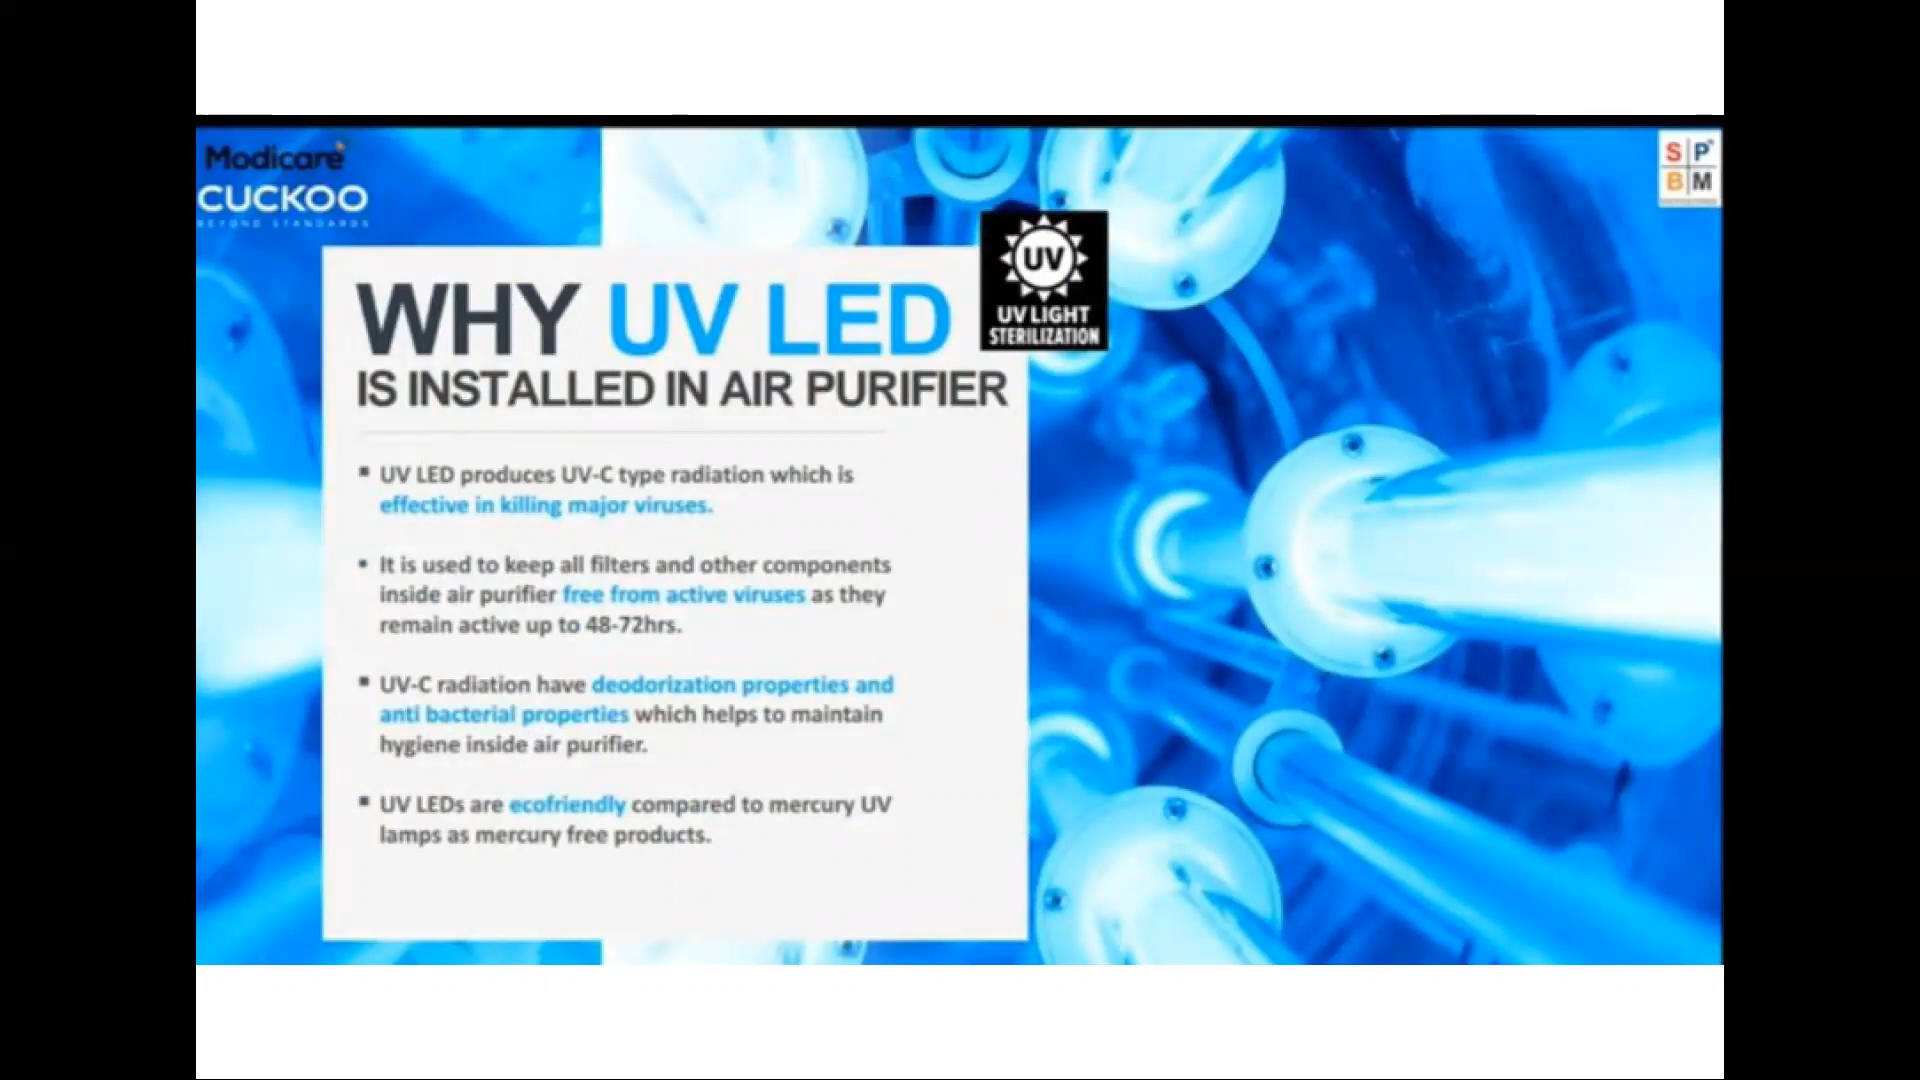 Modicare
CUCKOO
BEYOND STANDARDS
S P
B M
UV
UV LIGHT
STERILIZATION
WHY UV LED
IS INSTALLED IN AIR PURIFIER
▪ UV LED produces UV-C type radiation which is
effective in killing major viruses.
▪ It is used to keep all filters and other components
inside air purifier free from active viruses as they
remain active up to 48-72hrs.
▪ UV-C radiation have deodorization properties and
anti bacterial properties which helps to maintain
hygiene inside air purifier.
▪ UV LEDs are ecofriendly compared to mercury UV
lamps as mercury free products.